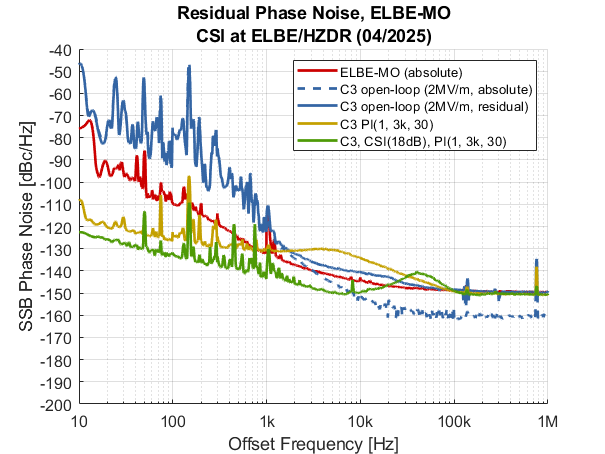 Residual Phase Noise, ELBE-MO
CSI at ELBE/HZDR (04/2025)
-40
-50
-60
-70
-80
-90
-100
-110
-120
-130
-140
-150
-160
-170
-180
-190
-200
SSB Phase Noise [dBc/Hz]
ELBE-MO (absolute)
C3 open-loop (2MV/m, absolute)
C3 open-loop (2MV/m, residual)
C3 PI(1, 3k, 30)
C3, CSI(18dB), PI(1, 3k, 30)
10 100 1k 10k 100k 1M
Offset Frequency [Hz]